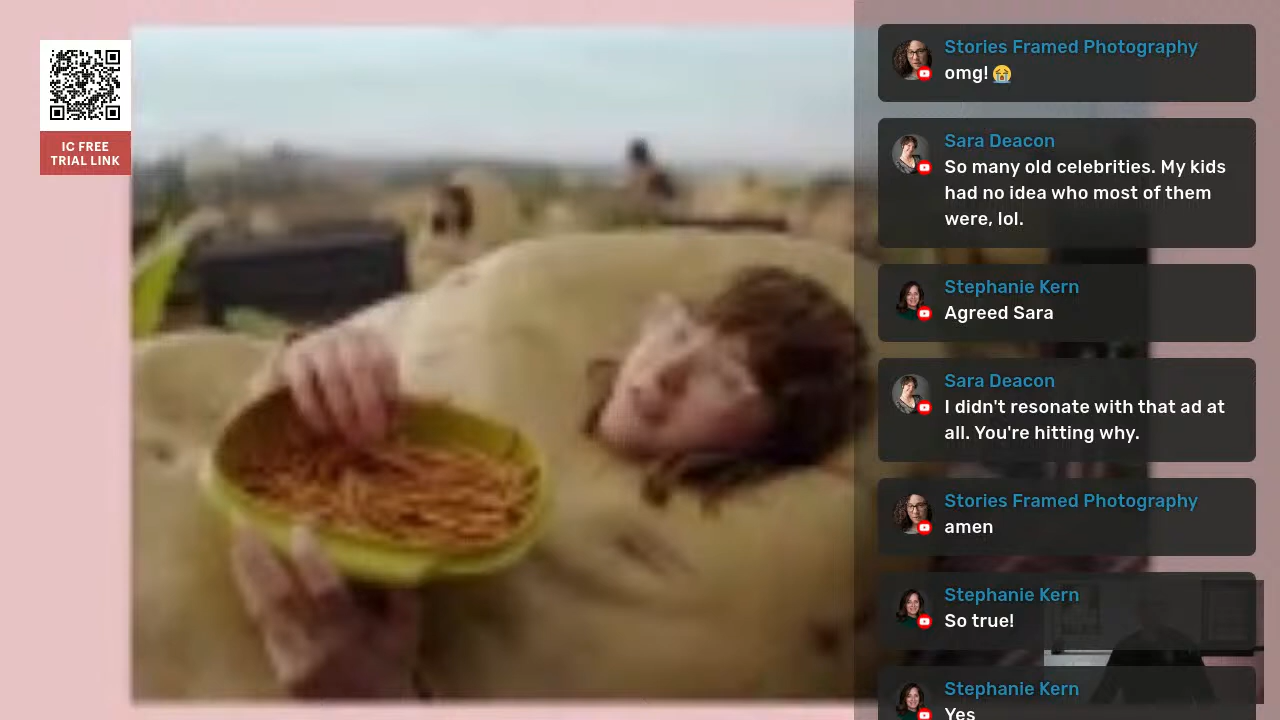 IC FREE
TRIAL LINK
Stories Framed Photography
omg! 😭
Sara Deacon
So many old celebrities. My kids
had no idea who most of them
were, lol.
Stephanie Kern
Agreed Sara
Sara Deacon
I didn't resonate with that ad at
all. You're hitting why.
Stories Framed Photography
amen
Stephanie Kern
So true!
Stephanie Kern
Yes